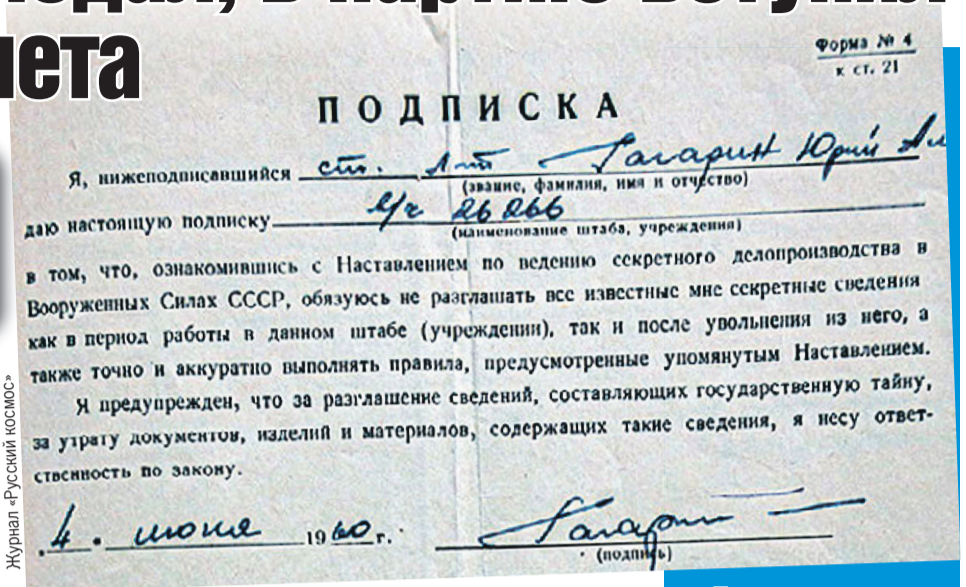 в партию
лета
Форма № 4
к ст. 21
ПОДПИСКА
Я, нижеподписавшийся ст. л-т Гагарин Юрий Ал
(звание, фамилия, имя и отчество)
даю настоящую подписку в/ч 26266
(наименование штаба, учреждения)
в том, что, ознакомившись с Наставлением по ведению секретного делопроизводства в
Вооруженных Силах СССР, обязуюсь не разглашать все известные мне секретные сведения
как в период работы в данном штабе (учреждении), так и после увольнения из него, а
также точно и аккуратно выполнять правила, предусмотренные упомянутым Наставлением.
Я предупрежден, что за разглашение сведений, составляющих государственную тайну,
за утрату документов, изделий и материалов, содержащих такие сведения, я несу ответ-
ственность по закону.
4. июня 1960 г. Гагарин
(подпись)
Журнал «Русский космос»